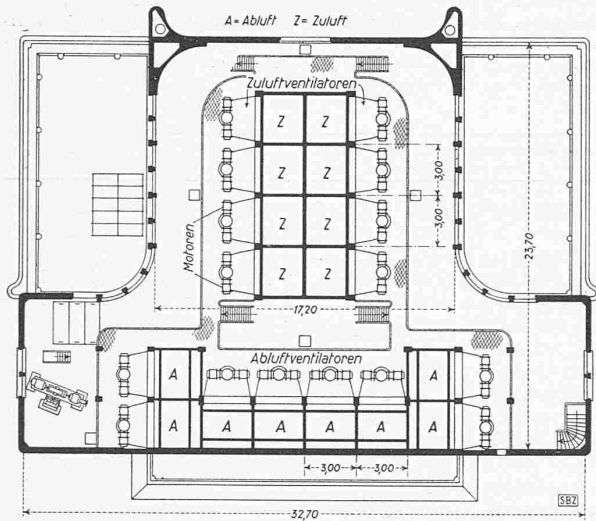 A = Abluft Z = Zuluft
Zuluftventilatoren
Z Z
Z Z
3,00
Z Z
3,00
Motoren
Z Z
23,70
17,20
Abluftventilatoren
A A
A A A A A A
3,00 3,00
SBZ
32,70